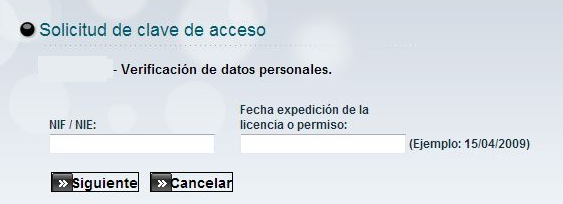 Solicitud de clave de acceso
- Verificación de datos personales.
Fecha expedición de la
NIF / NIE:
licencia o permiso:
(Ejemplo: 15/04/2009)
Siguiente
Cancelar